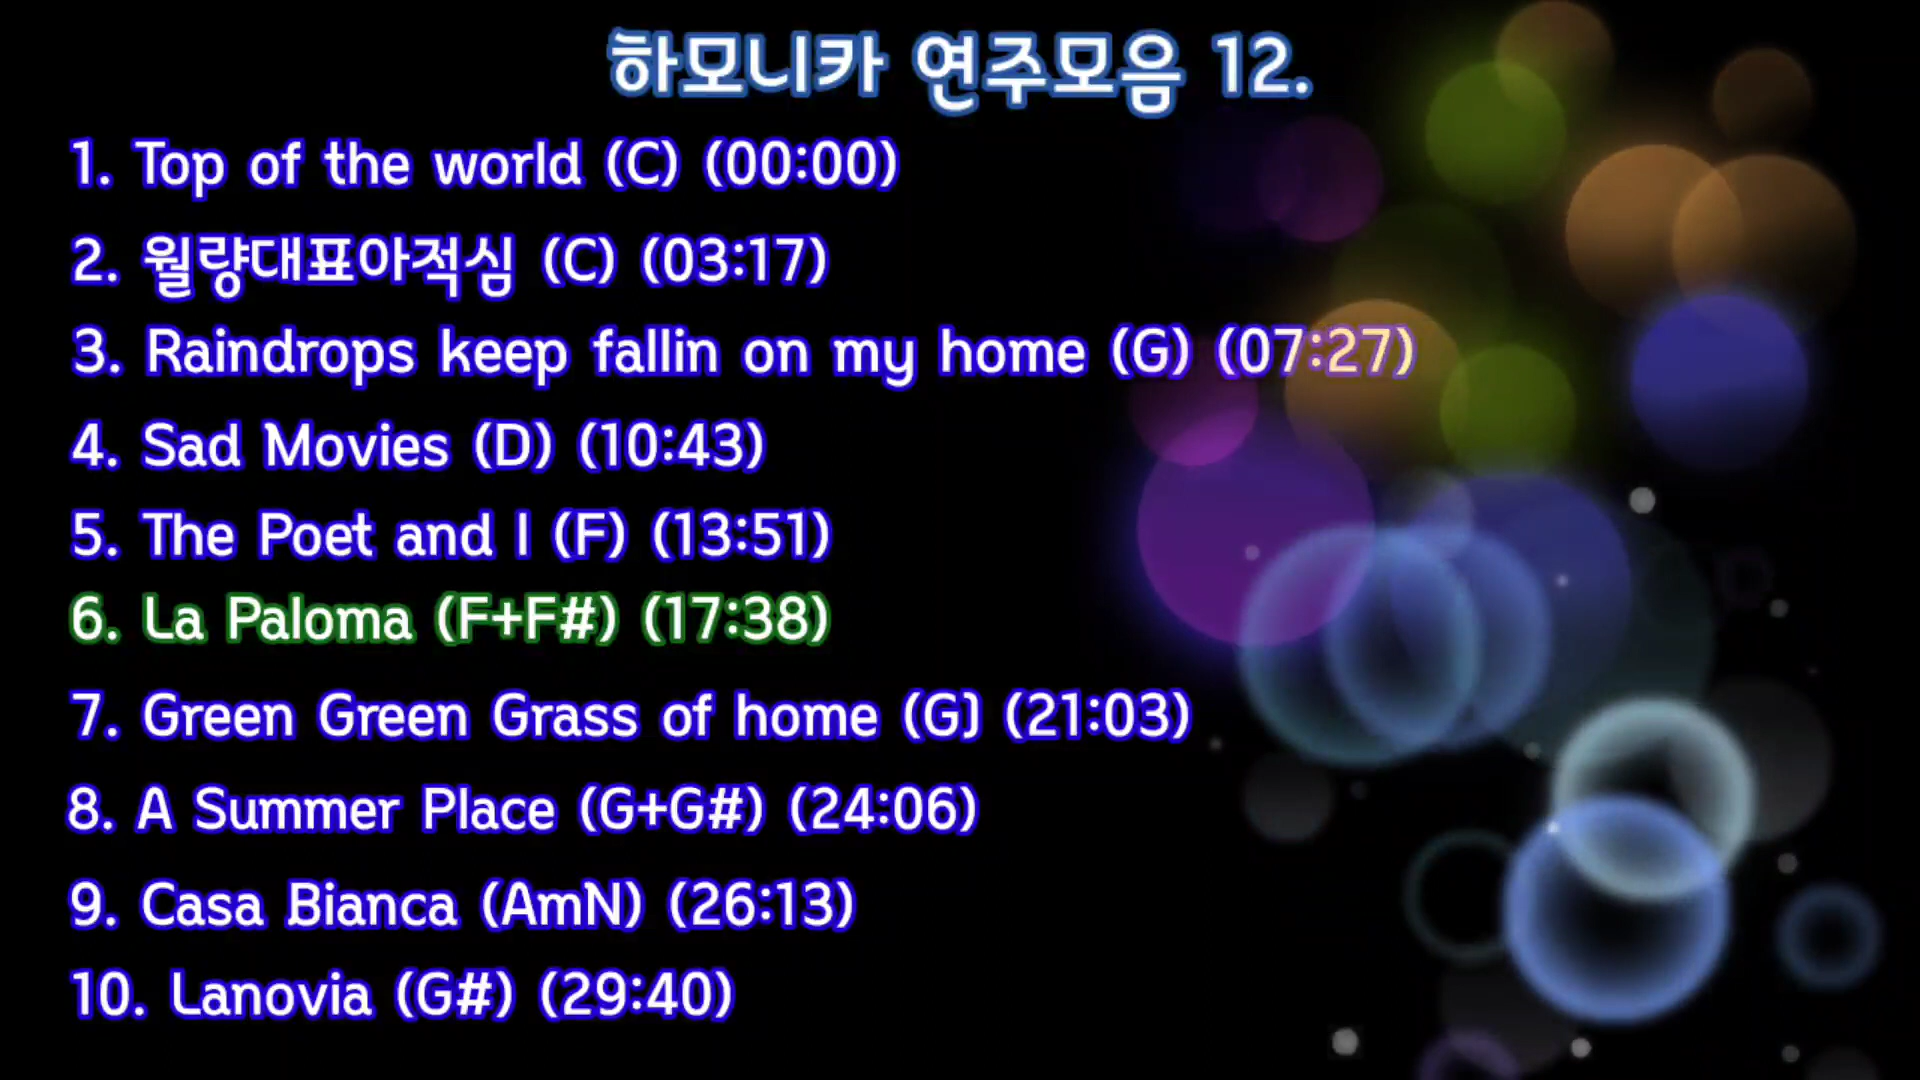 하모니카 연주모음 12.
1. Top of the world (C) (00:00)
2. 월량대표아적심 (C) (03:17)
3. Raindrops keep fallin on my home (G) (07:27)
4. Sad Movies (D) (10:43)
5. The Poet and I (F) (13:51)
6. La Paloma (F+F#) (17:38)
7. Green Green Grass of home (G) (21:03)
8. A Summer Place (G+G#) (24:06)
9. Casa Bianca (AmN) (26:13)
10. Lanovia (G#) (29:40)